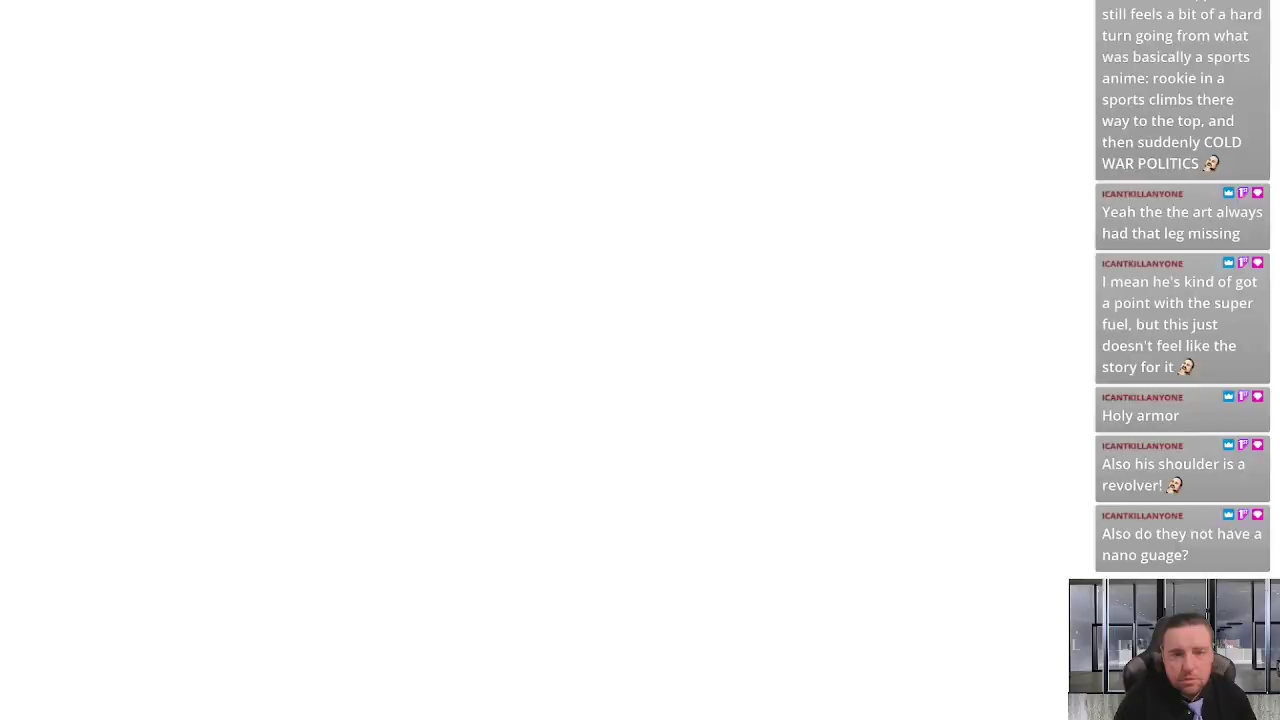 still feels a bit of a hard
turn going from what
was basically a sports
anime: rookie in a
sports climbs there
way to the top, and
then suddenly COLD
WAR POLITICS
ICANTKILLANYONE
Yeah the the art always
had that leg missing
ICANTKILLANYONE
I mean he's kind of got
a point with the super
fuel, but this just
doesn't feel like the
story for it
ICANTKILLANYONE
Holy armor
ICANTKILLANYONE
Also his shoulder is a
revolver!
ICANTKILLANYONE
Also do they not have a
nano guage?